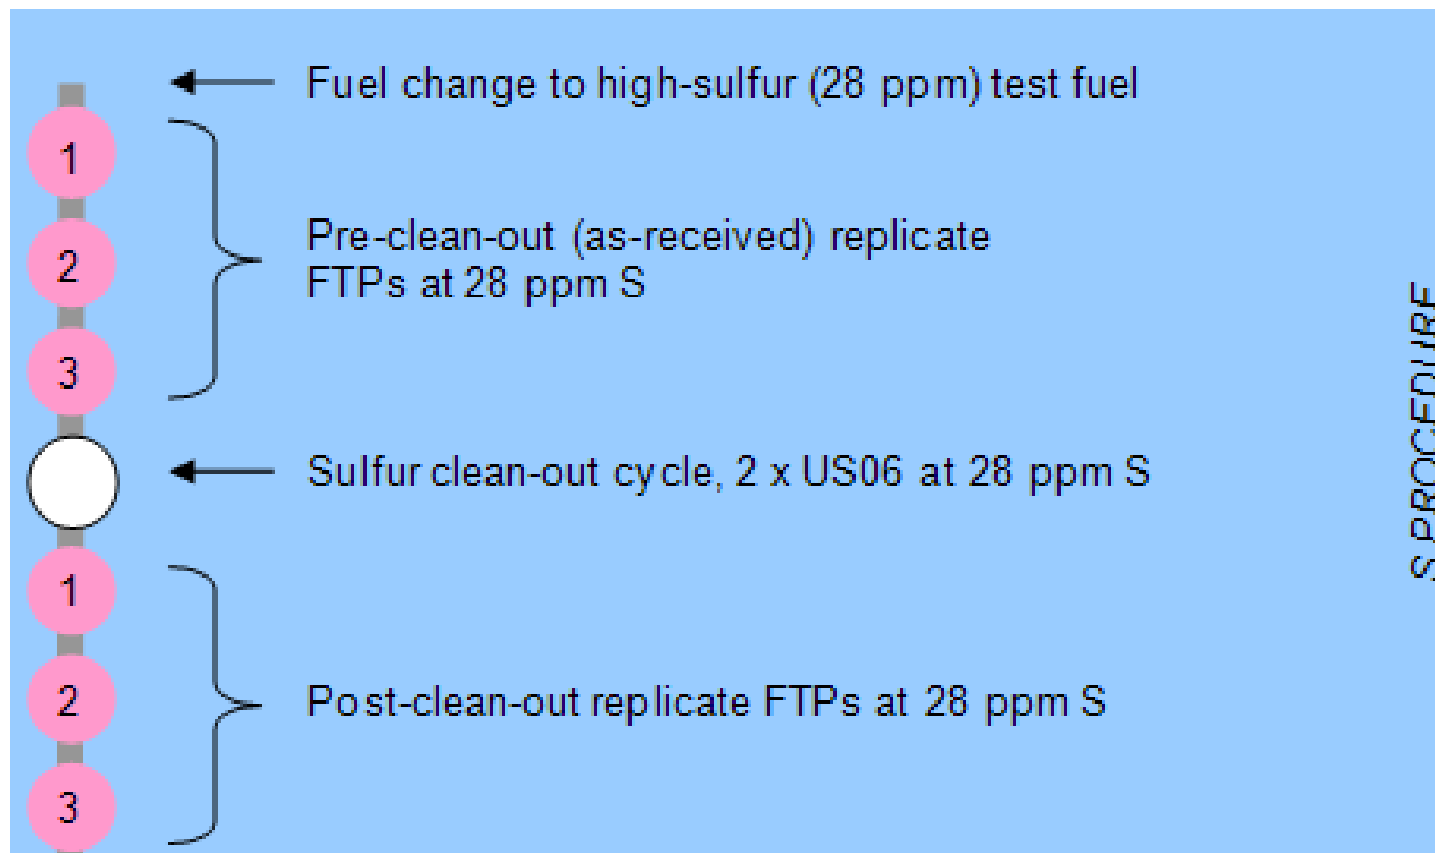 Fuel change to high-sulfur (28 ppm) test fuel
1
2
3
Pre-clean-out (as-received) replicate
FTPs at 28 ppm S
Sulfur clean-out cycle, 2 x US06 at 28 ppm S
1
2
3
Post-clean-out replicate FTPs at 28 ppm S
S PROCEDURE